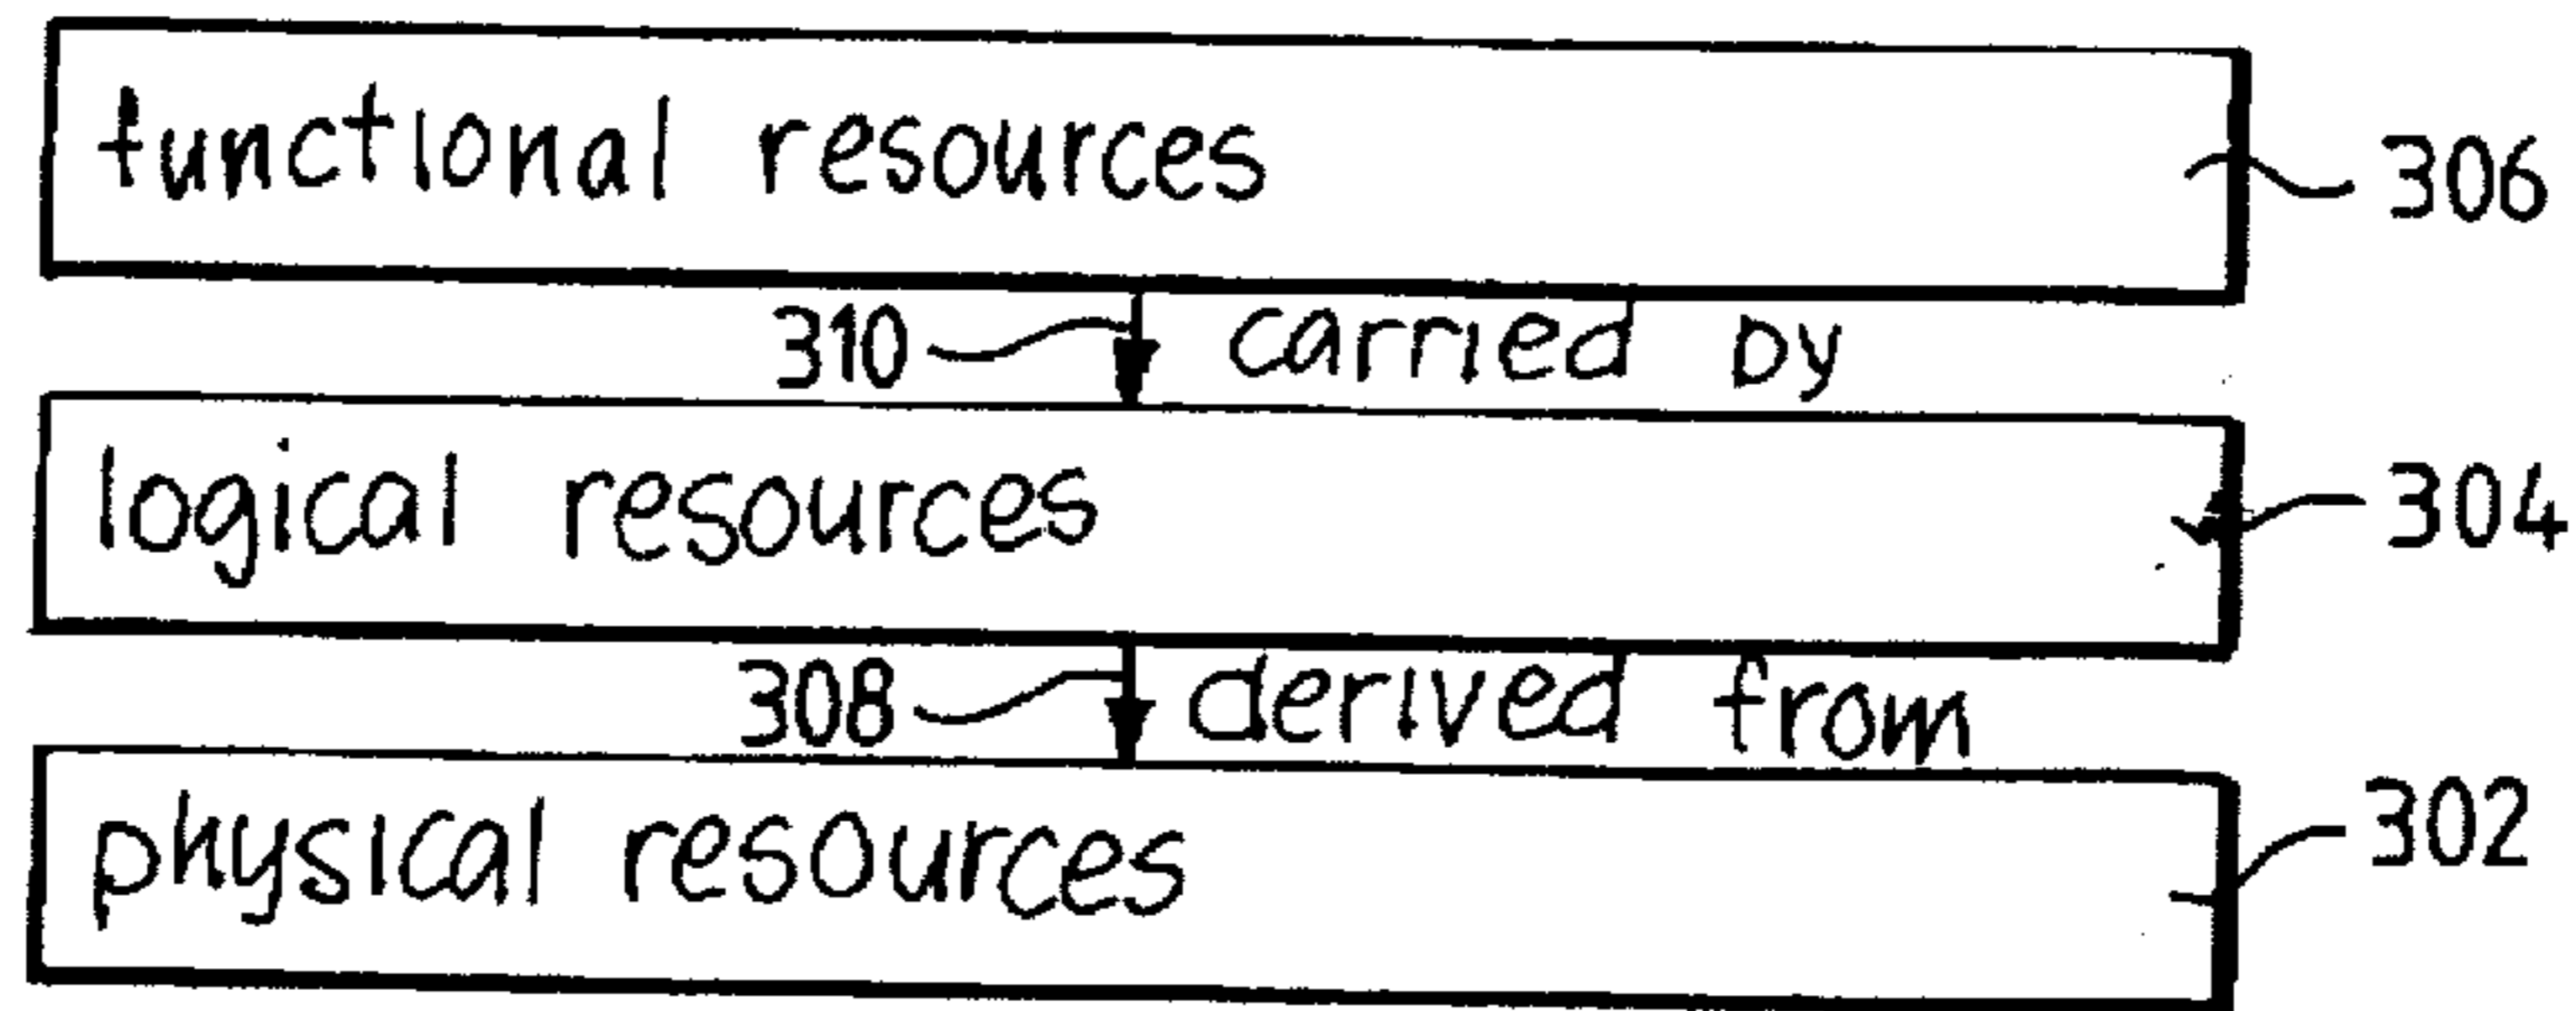 functional resources 306
310 carried by
logical resources 304
308 derived from
physical resources 302